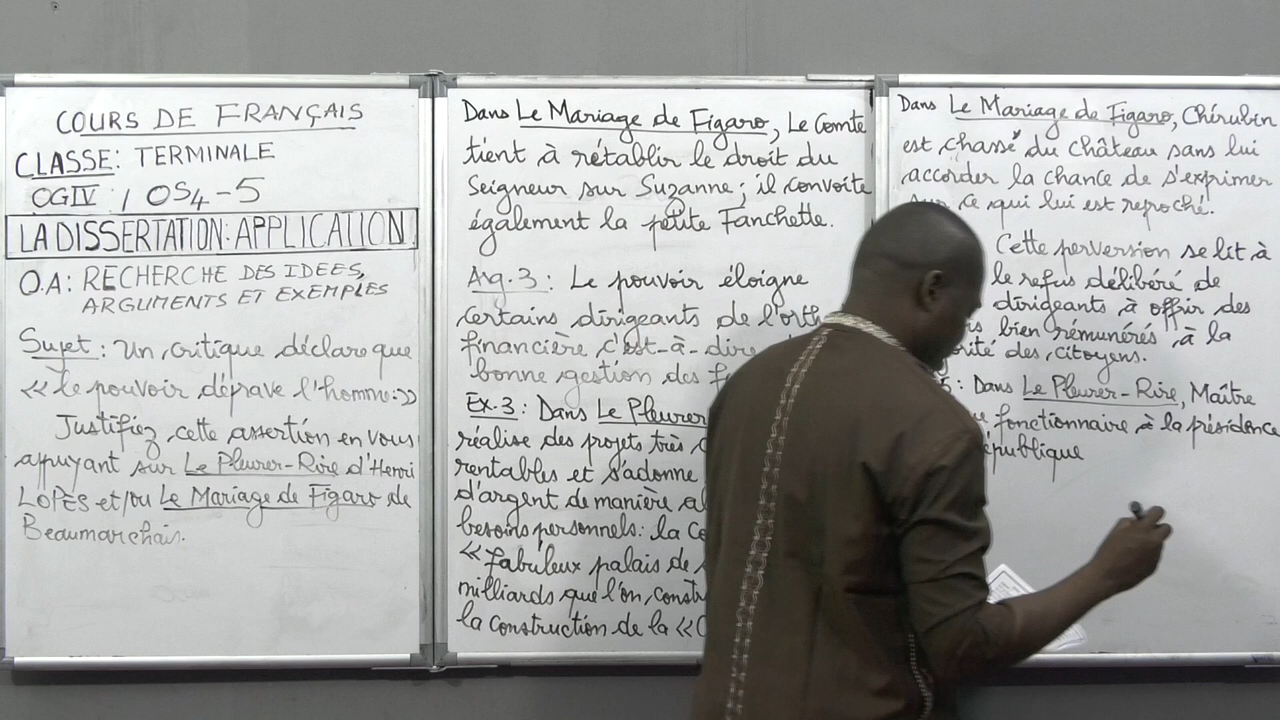 COURS DE FRANÇAIS
CLASSE: TERMINALE
OGIV / OS4-5
LA DISSERTATION: APPLICATION
O.A: RECHERCHE DES IDEES,
ARGUMENTS ET EXEMPLES
Sujet : Un critique déclare que
« le pouvoir déprave l'homme.»
Justifiez cette assertion en vous
appuyant sur Le Pleurer-Rire d'Henri
LOPÈS et/ou Le Mariage de Figaro de
Beaumarchais.
Dans Le Mariage de Figaro, Le Comte
tient à rétablir le droit du
Seigneur sur Suzanne ; il convoite
également la petite Fanchette.
Arg.3 : Le pouvoir éloigne
certains dirigeants de l'orth
financière c'est-à-dire
bonne gestion des
Ex.3 : Dans Le Pleurer
réalise des projets très
rentables et s'adonne
d'argent de manière
besoins personnels: la
« fabuleux palais de
milliards que l'on constr
la construction de la «
Dans Le Mariage de Figaro, Chérubin
est chassé du château sans lui
accorder la chance de s'exprimer
sur ce qui lui est reproché.
Cette perversion se lit à
le refus délibéré de
dirigeants à offrir des
bien rémunérés à la
rité des citoyens.
: Dans Le Pleurer-Rire, Maître
fonctionnaire à la présidence
épublique